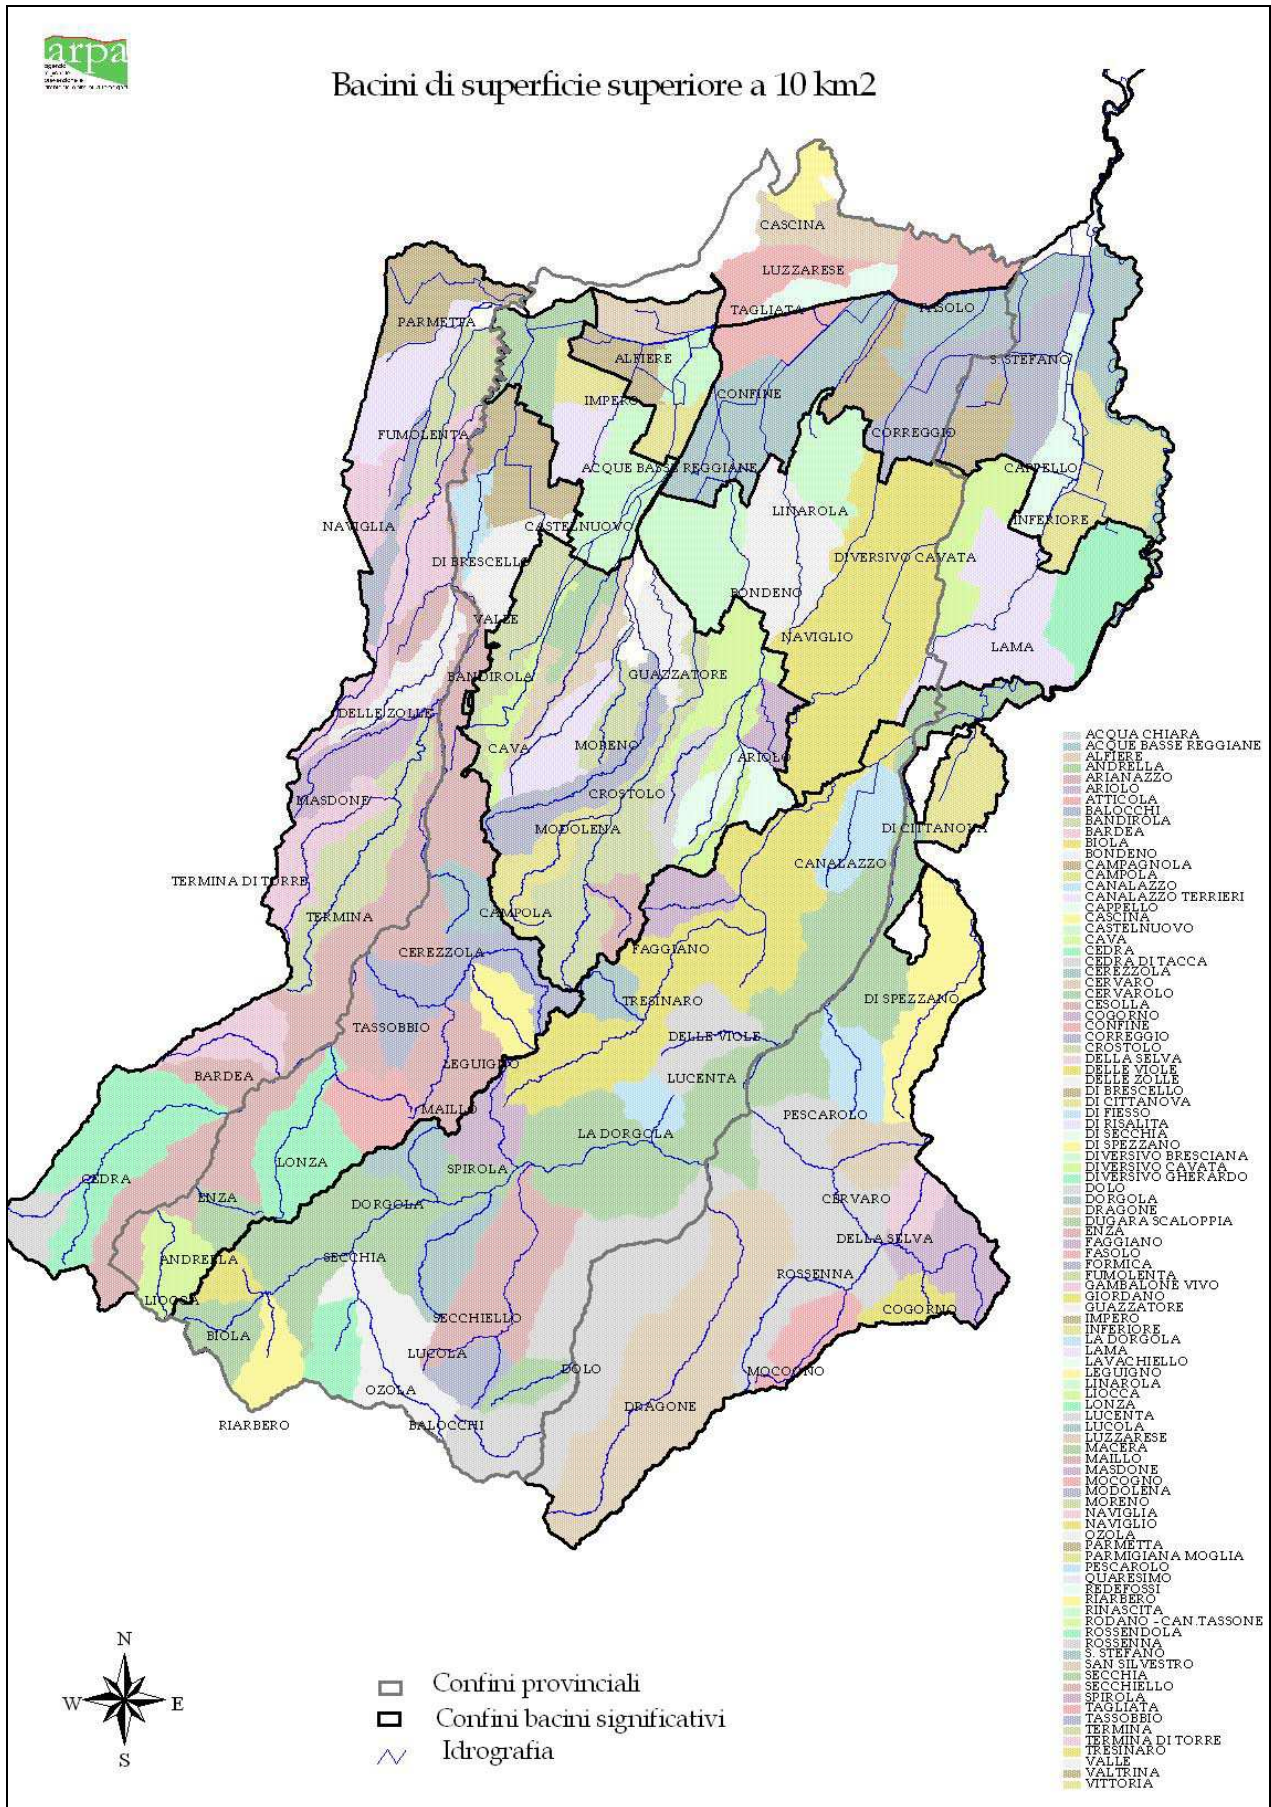 arpa
Bacini di superficie superiore a 10 km2
CASCINA
LUZZARESE
TAGLIATA
FASOLO
PARMETTA
ALFIERE
S. STEFANO
CONFINE
IMPERO
FUMOLENTA
CORREGGIO
ACQUE BASSE REGGIANE
CAPPELLO
LINAROLA
NAVIGLIA
CASTELNUOVO
INFERIORE
DI BRESCELLO
DIVERSIVO CAVATA
BONDENO
VALLE
NAVIGLIO
LAMA
BANDIROLA
GUAZZATORE
DELLE ZOLLE
CAVA
MORENO
ARIOLO
MASDONE
CROSTOLO
MODOLENA
DI CITTANOVA
CANALAZZO
TERMINA DI TORRE
TERMINA
CAMPOLA
CEREZZOLA
FAGGIANO
TRESINARO
DI SPEZZANO
TASSOBBIO
DELLE VIOLE
LEGUIGNO
BARDEA
LUCENTA
MAILLO
PESCAROLO
LA DORGOLA
LONZA
SPIROLA
CEDRA
ENZA
DORGOLA
CERVARO
DELLA SELVA
ANDRELLA
SECCHIA
ROSSENNA
LIOCCA
COGORNO
SECCHIELLO
BIOLA
LUCOLA
DOLO
MOCOGNO
OZOLA
DRAGONE
RIARBERO
BALOCCHI
ACQUA CHIARA
ACQUE BASSE REGGIANE
ALFIERE
ANDRELLA
ARIANAZZO
ARIOLO
ATTICOLA
BALOCCHI
BANDIROLA
BARDEA
BIOLA
BONDENO
CAMPAGNOLA
CAMPOLA
CANALAZZO
CANALAZZO TERRIERI
CAPPELLO
CASCINA
CASTELNUOVO
CAVA
CEDRA
CEDRA DI TACCA
CEREZZOLA
CERVARO
CERVAROLO
CESOLLA
COGORNO
CONFINE
CORREGGIO
CROSTOLO
DELLA SELVA
DELLE VIOLE
DELLE ZOLLE
DI BRESCELLO
DI CITTANOVA
DI FIESSO
DI RISALITA
DI SECCHIA
DI SPEZZANO
DIVERSIVO BRESCIANA
DIVERSIVO CAVATA
DIVERSIVO GHERARDO
DOLO
DORGOLA
DRAGONE
DUGARA SCALOPPIA
ENZA
FAGGIANO
FASOLO
FORMICA
FUMOLENTA
GAMBALONE VIVO
GIORDANO
GUAZZATORE
IMPERO
INFERIORE
LA DORGOLA
LAMA
LAVACHIELLO
LEGUIGNO
LINAROLA
LIOCCA
LONZA
LUCENTA
LUCOLA
LUZZARESE
MACERA
MAILLO
MASDONE
MOCOGNO
MODOLENA
MORENO
NAVIGLIA
NAVIGLIO
OZOLA
PARMETTA
PARMIGIANA MOGLIA
PESCAROLO
QUARESIMO
REDEFOSSI
RIARBERO
RINASCITA
RODANO - CAN.TASSONE
ROSSENDOLA
ROSSENNA
S. STEFANO
SAN SILVESTRO
SECCHIA
SECCHIELLO
SPIROLA
TAGLIATA
TASSOBBIO
TERMINA
TERMINA DI TORRE
TRESINARO
VALLE
VALTRINA
VITTORIA
N
W E
S
Confini provinciali
Confini bacini significativi
Idrografia